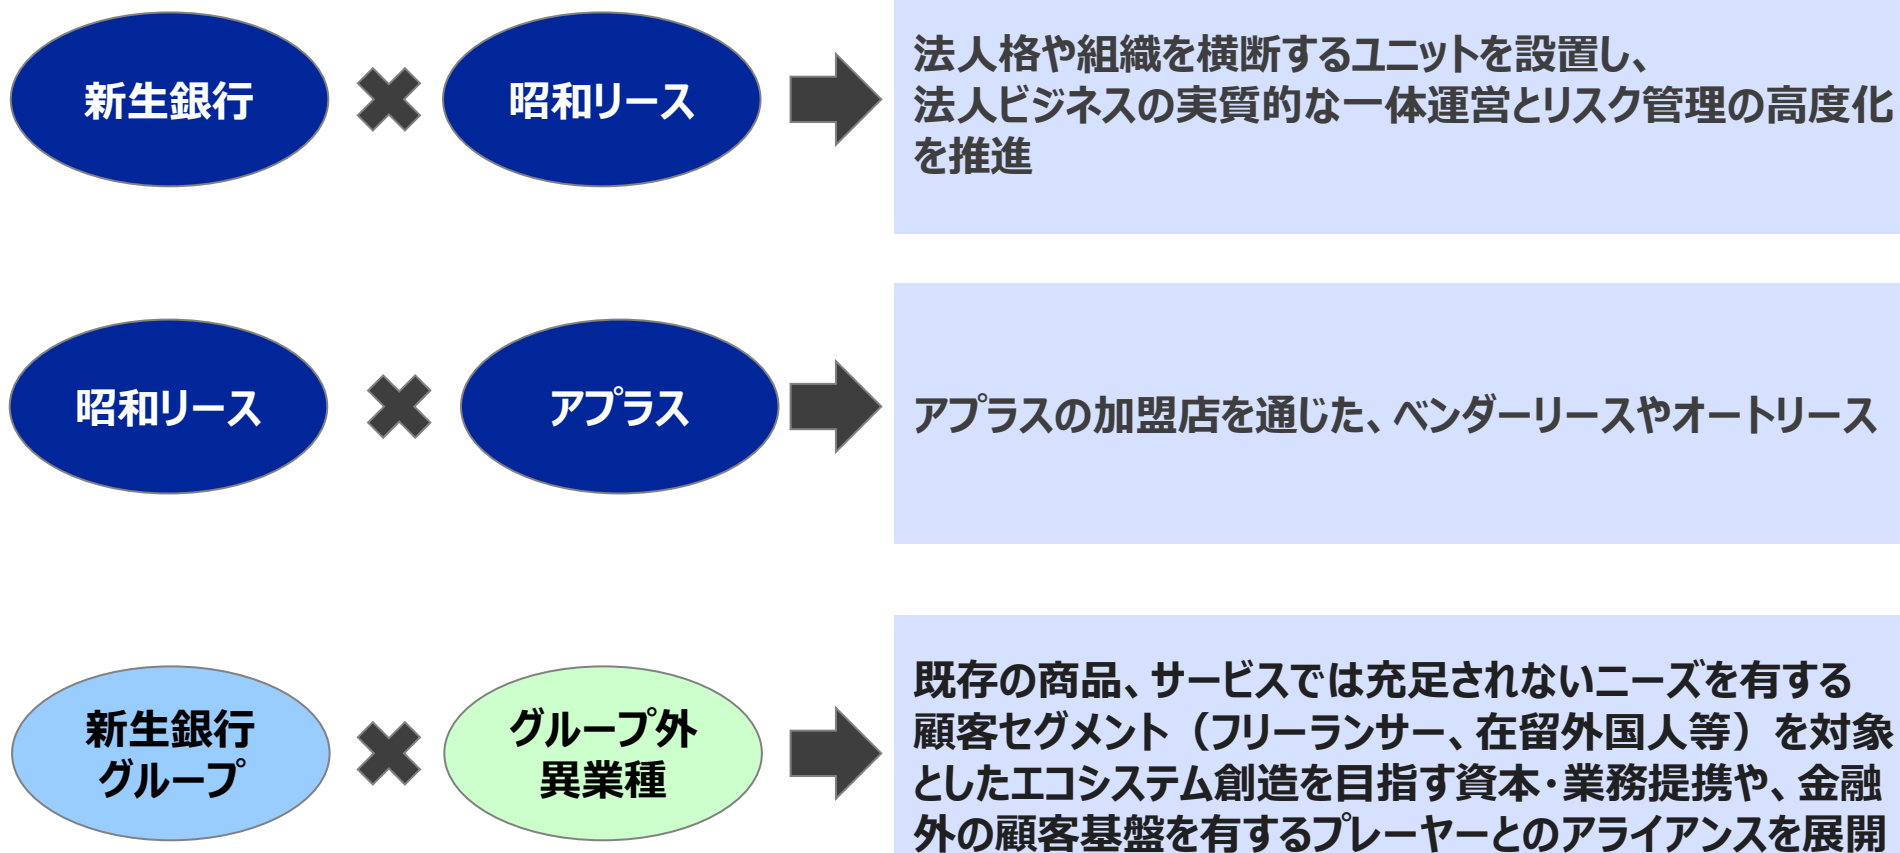 新生銀行
昭和リース
法人格や組織を横断するユニットを設置し、
法人ビジネスの実質的な一体運営とリスク管理の高度化
を推進
昭和リース
アプラス
アプラスの加盟店を通じた、ベンダーリースやオートリース
新生銀行
グループ
グループ外
異業種
既存の商品、サービスでは充足されないニーズを有する
顧客セグメント（フリーランサー、在留外国人等）を対象
としたエコシステム創造を目指す資本・業務提携や、金融
外の顧客基盤を有するプレーヤーとのアライアンスを展開